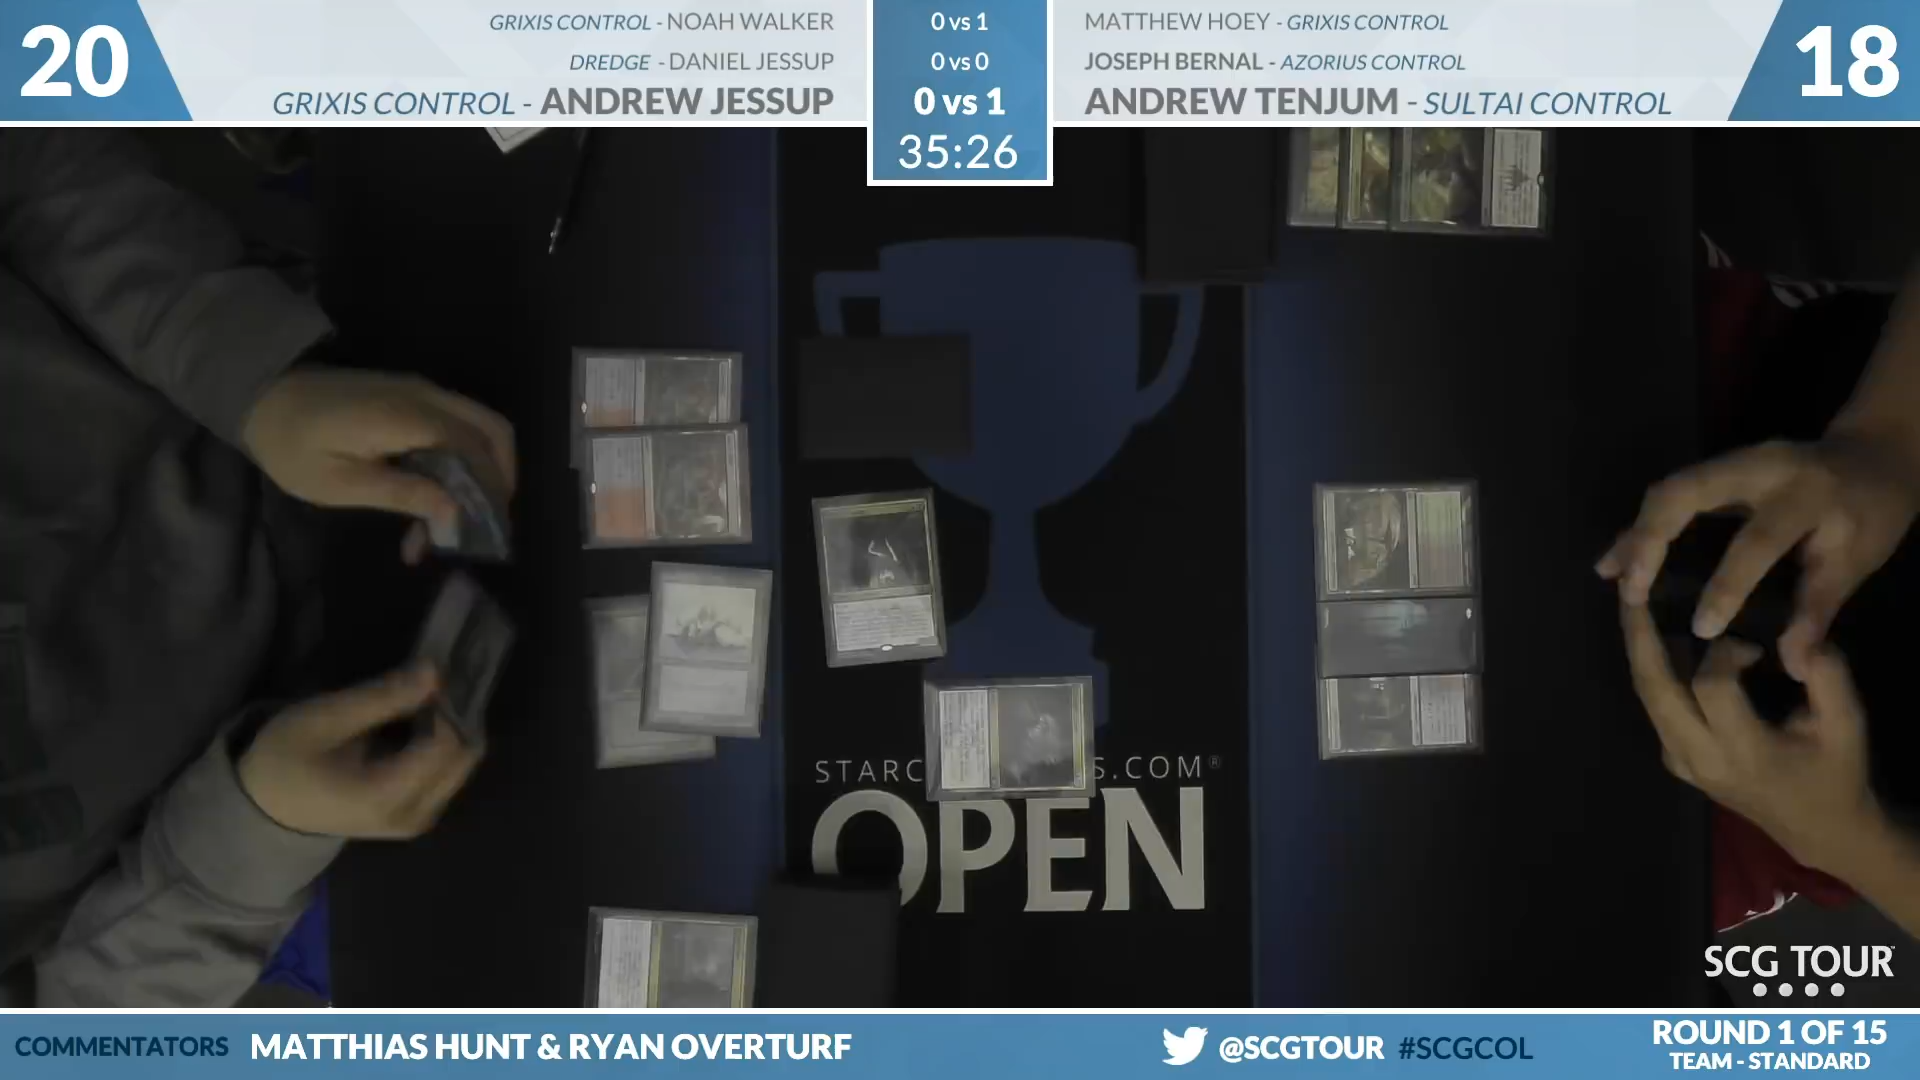 20
GRIXIS CONTROL - NOAH WALKER
DREDGE - DANIEL JESSUP
GRIXIS CONTROL - ANDREW JESSUP
0 vs 1
0 vs 0
0 vs 1
35:26
MATTHEW HOEY - GRIXIS CONTROL
JOSEPH BERNAL - AZORIUS CONTROL
ANDREW TENJUM - SULTAI CONTROL
18
STARC S.COM®
OPEN
SCG TOUR
COMMENTATORS MATTHIAS HUNT & RYAN OVERTURF
@SCGTOUR #SCGCOL
ROUND 1 OF 15
TEAM - STANDARD